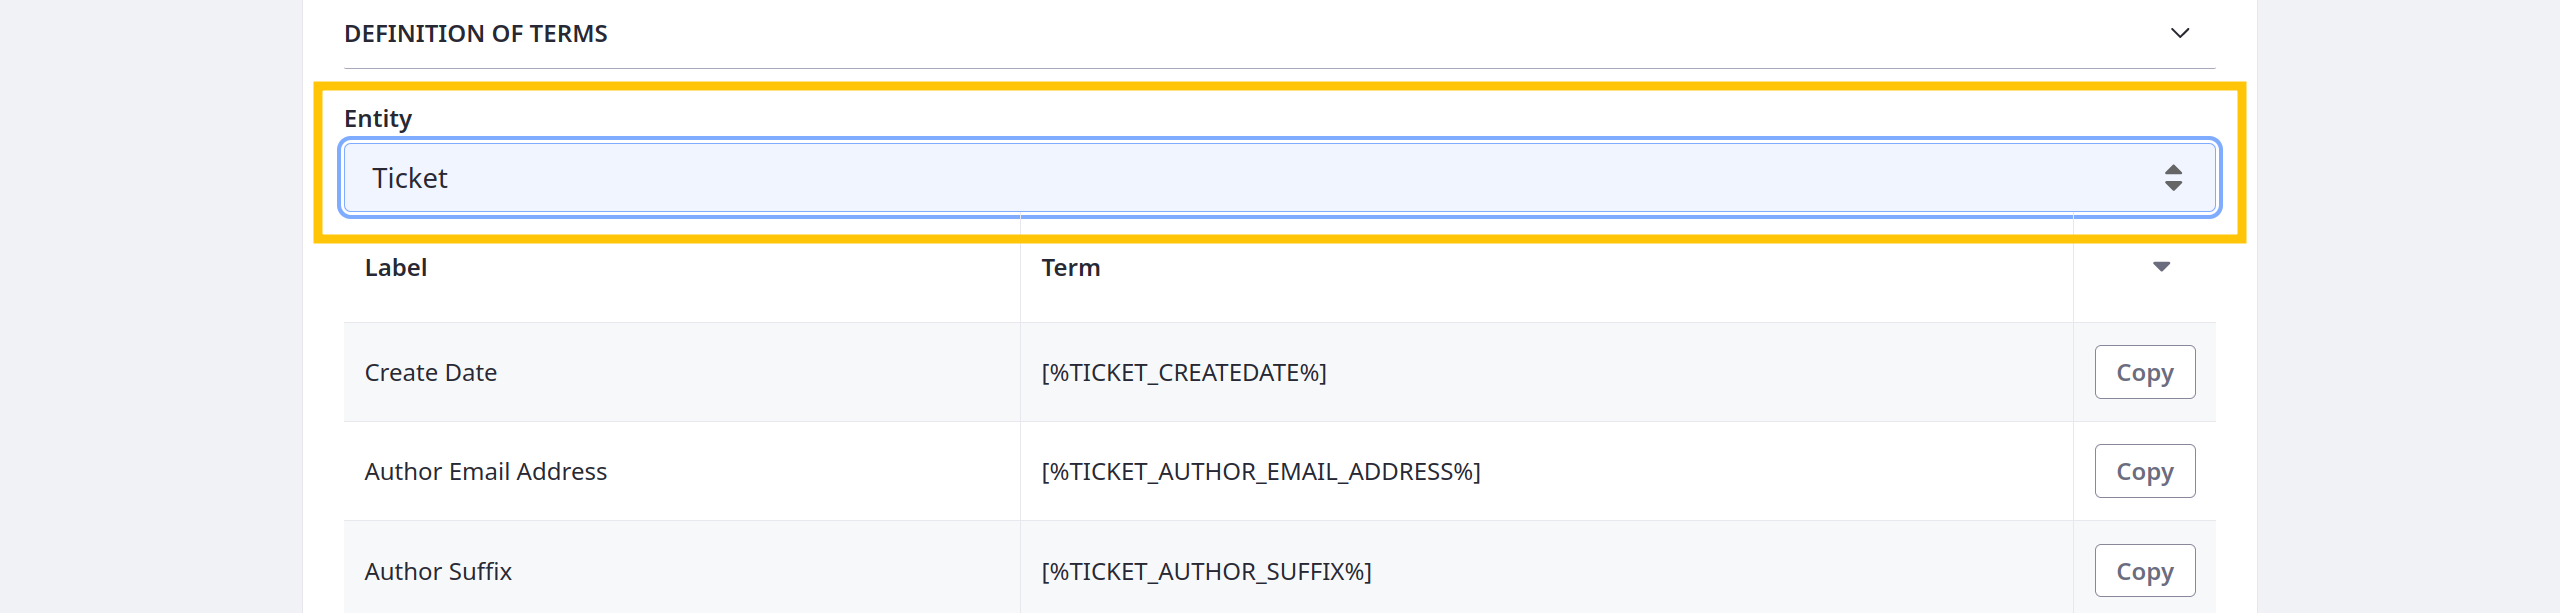 DEFINITION OF TERMS
Entity
Ticket
Label Term
Create Date [%TICKET_CREATEDATE%] Copy
Author Email Address [%TICKET_AUTHOR_EMAIL_ADDRESS%] Copy
Author Suffix [%TICKET_AUTHOR_SUFFIX%] Copy